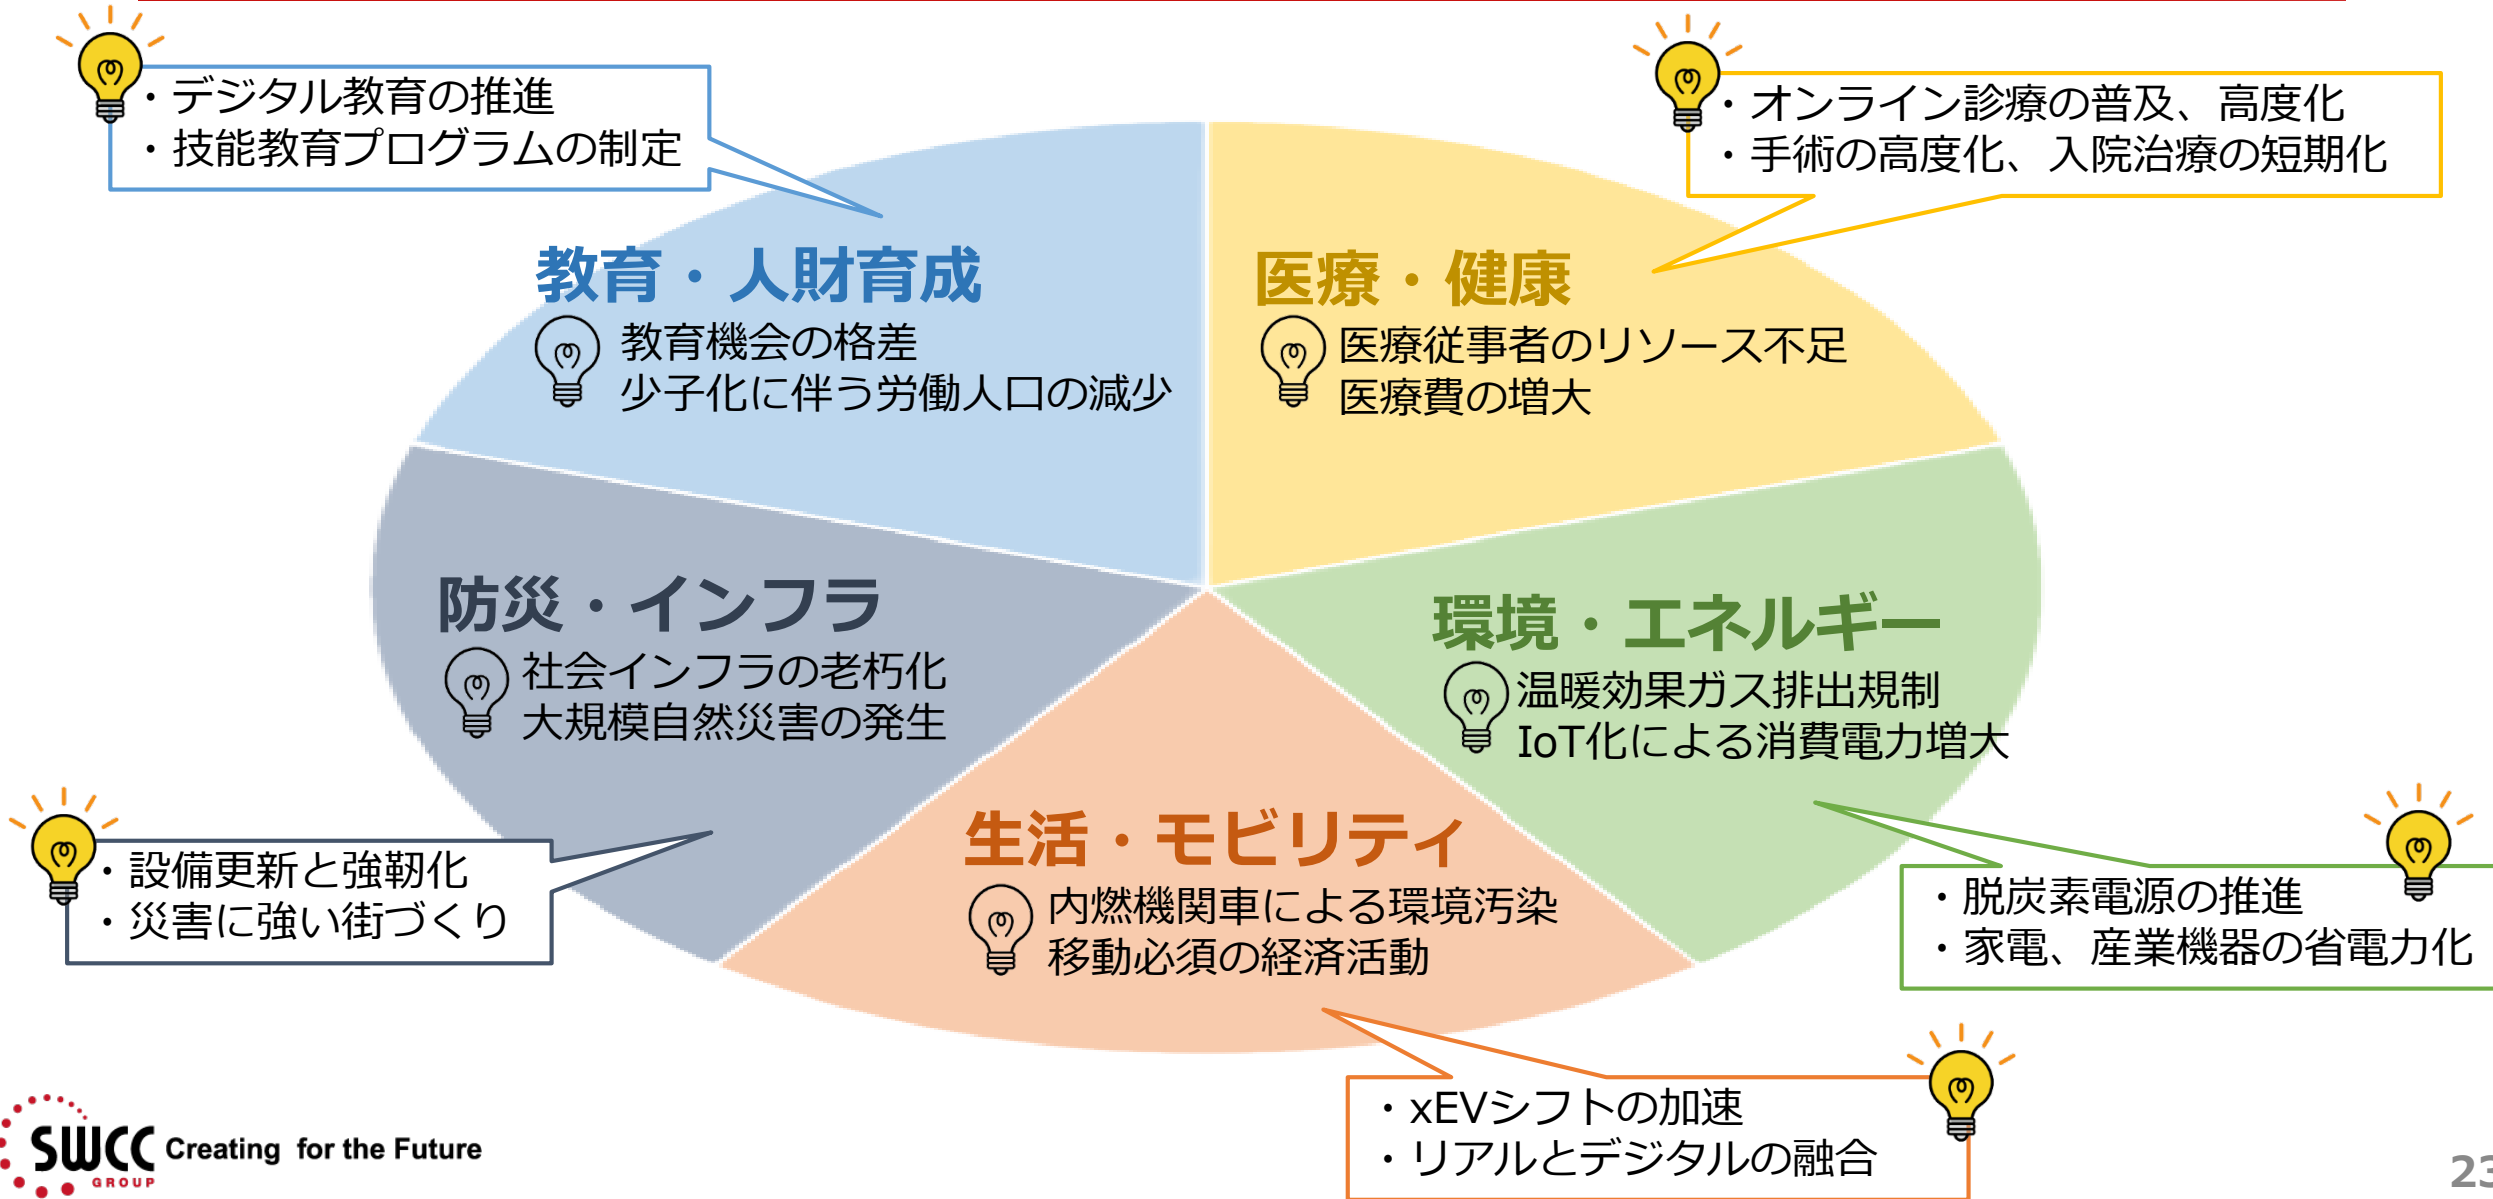 ・デジタル教育の推進
・技能教育プログラムの制定
・オンライン診療の普及、高度化
・手術の高度化、入院治療の短期化
教育・人財育成
教育機会の格差
少子化に伴う労働人口の減少
医療・健康
医療従事者のリソース不足
医療費の増大
防災・インフラ
社会インフラの老朽化
大規模自然災害の発生
環境・エネルギー
温暖効果ガス排出規制
IoT化による消費電力増大
生活・モビリティ
内燃機関車による環境汚染
移動必須の経済活動
・設備更新と強靭化
・災害に強い街づくり
・脱炭素電源の推進
・家電、産業機器の省電力化
・xEVシフトの加速
・リアルとデジタルの融合
SWCC Creating for the Future
GROUP
23